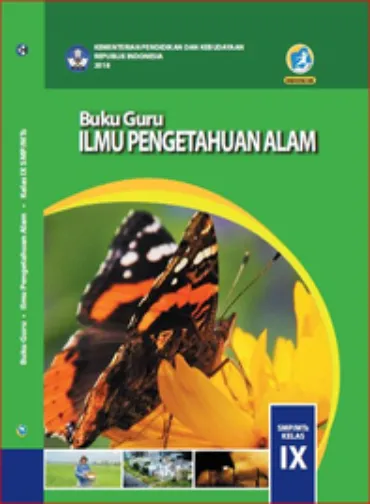 KEMENTERIAN PENDIDIKAN DAN KEBUDAYAAN
REPUBLIK INDONESIA
2018
Buku Guru
ILMU PENGETAHUAN ALAM
Buku Guru • Ilmu Pengetahuan Alam • Kelas IX SMP/MTs
SMP/MTs
KELAS
IX